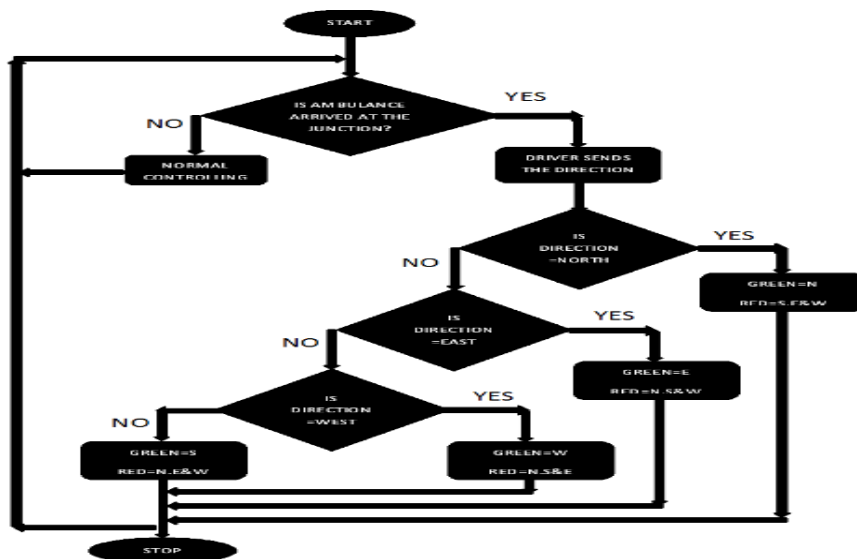 START
IS AMBULANCE
ARRIVED AT THE
JUNCTION?
YES
NO
NORMAL
CONTROLLING
DRIVER SENDS
THE DIRECTION
IS
DIRECTION
=NORTH
YES
NO
GREEN=N
RED=S.E&W
IS
DIRECTION
=EAST
YES
NO
GREEN=E
RED=N.S&W
IS
DIRECTION
=WEST
YES
NO
GREEN=S
RED=N.E&W
GREEN=W
RED=N.S&E
STOP